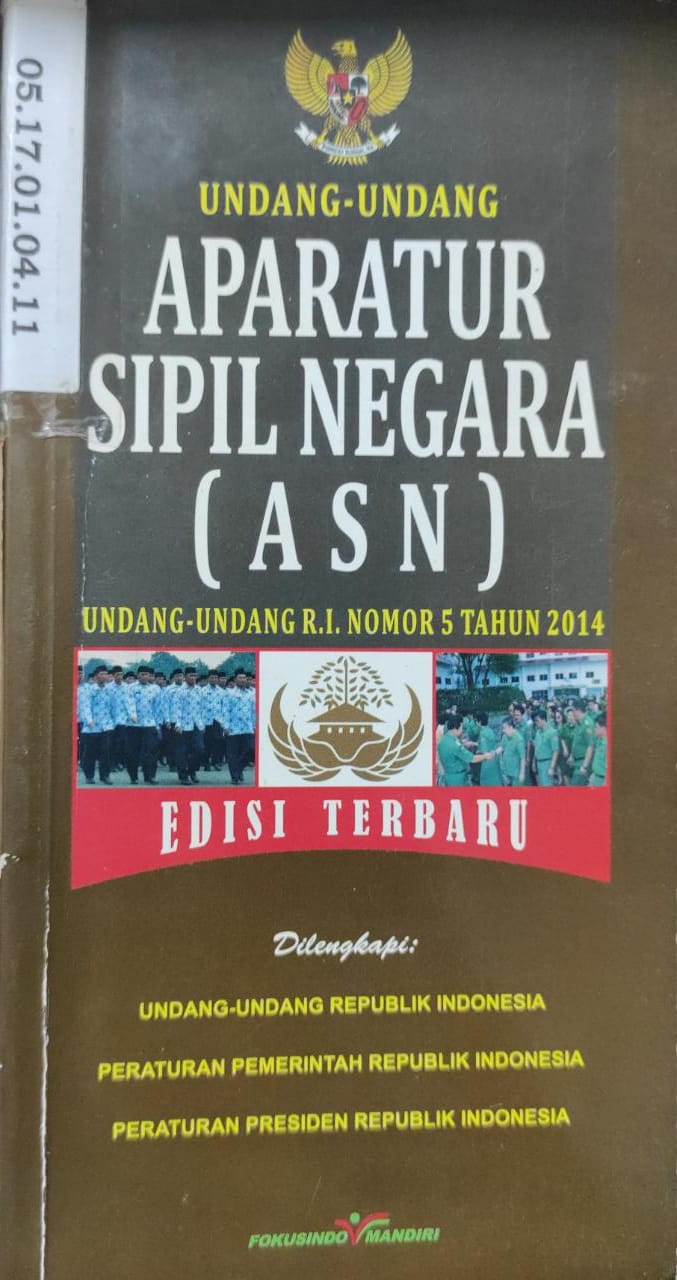 05.17.01.04.11
UNDANG-UNDANG
APARATUR
SIPIL NEGARA
( A S N )
UNDANG-UNDANG R.I. NOMOR 5 TAHUN 2014
EDISI TERBARU
Dilengkapi:
UNDANG-UNDANG REPUBLIK INDONESIA
PERATURAN PEMERINTAH REPUBLIK INDONESIA
PERATURAN PRESIDEN REPUBLIK INDONESIA
FOKUSINDO MANDIRI